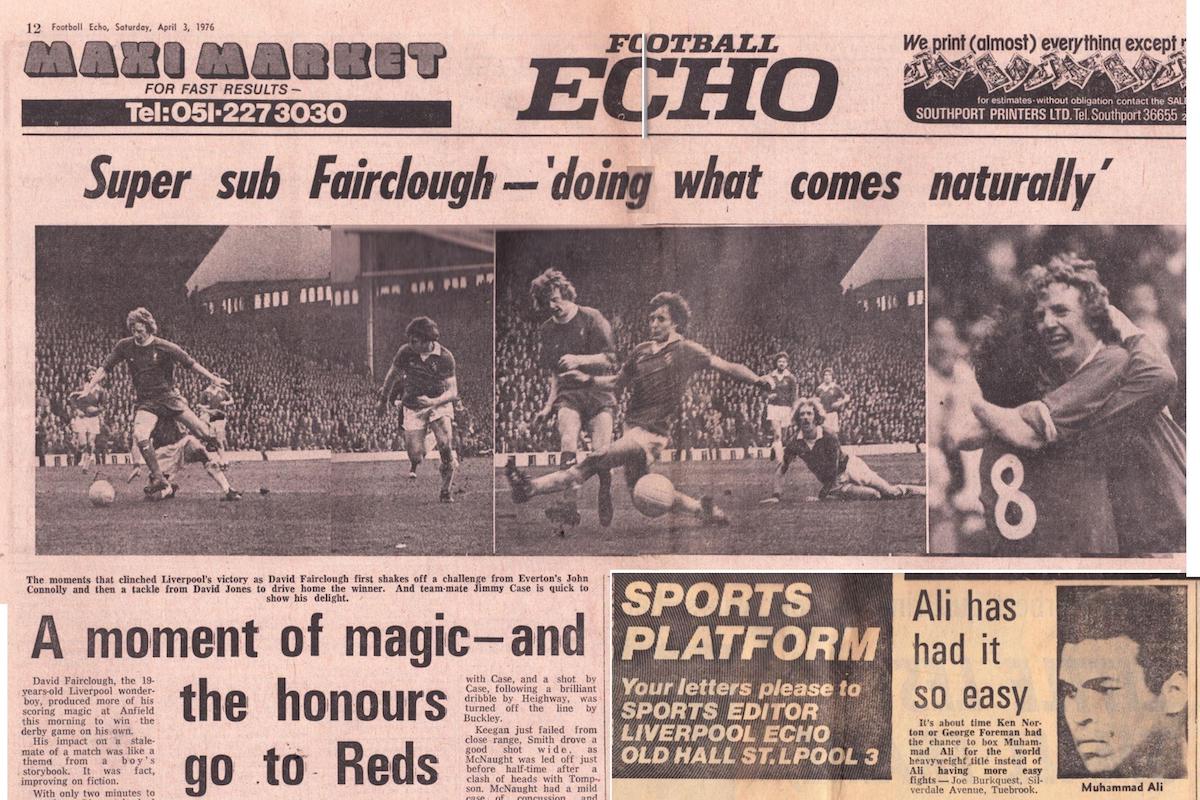 12 Football Echo, Saturday, April 3, 1976
MAXI MARKET
FOR FAST RESULTS—
Tel:051-227 3030
FOOTBALL
ECHO
We print (almost) everything except
for estimates-without obligation contact the SAL
SOUTHPORT PRINTERS LTD. Tel. Southport 36655
Super sub Fairclough — 'doing what comes naturally'
8
The moments that clinched Liverpool's victory as David Fairclough first shakes off a challenge from Everton's John
Connolly and then a tackle from David Jones to drive home the winner. And team-mate Jimmy Case is quick to
show his delight.
A moment of magic—and
the honours
go to Reds
David Fairclough, the 19-
years-old Liverpool wonder-
boy, produced more of his
scoring magic at Anfield
this morning to win the
derby game on his own.
His impact on a stale-
mate of a match was like a
theme from a boy's
storybook. It was fact,
improving on fiction.
With only two minutes to
with Case, and a shot by
Case, following a brilliant
dribble by Heighway, was
turned off the line by
Buckley.
Keegan just failed from
close range, Smith drove a
good shot wide, as
McNaught was led off just
before half-time after a
clash of heads with Thomp-
son. McNaught had a mild
case of concussion and
SPORTS
PLATFORM
Your letters please to
SPORTS EDITOR
LIVERPOOL ECHO
OLD HALL ST. L'POOL 3
Ali has
had it
so easy
It's about time Ken Nor-
ton or George Foreman had
the chance to box Muham-
mad Ali for the world
heavyweight title instead of
Ali having more easy
fights — Joe Burkquest, Sil-
verdale Avenue, Tuebrook.
Muhammad Ali